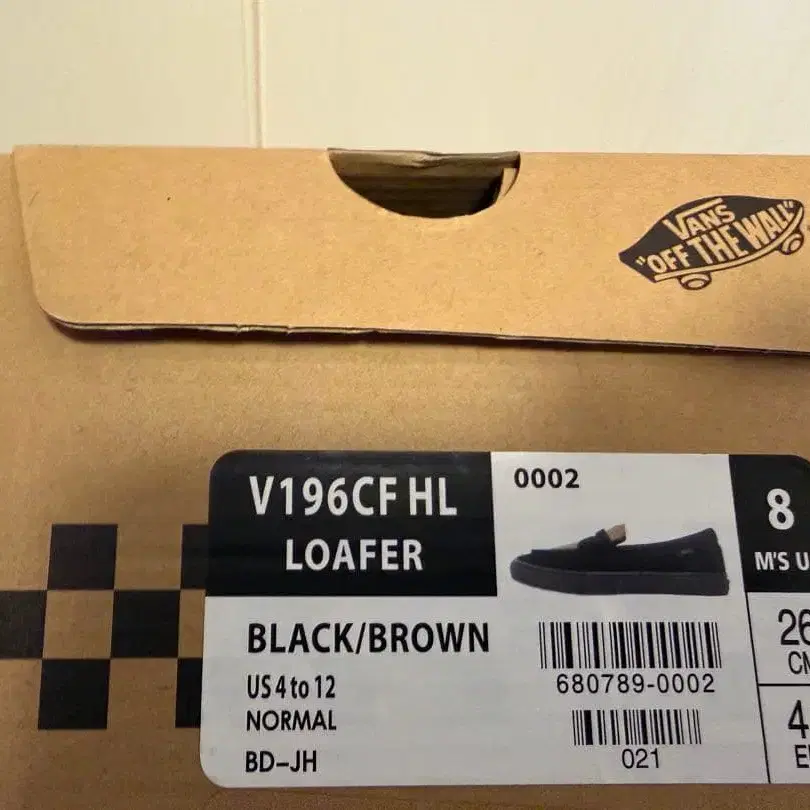 VANS
"OFF THE WALL"
V196CF HL
LOAFER
0002
8
M'S U
BLACK/BROWN
US 4 to 12
NORMAL
BD-JH
680789-0002
021
26
CM
4
E